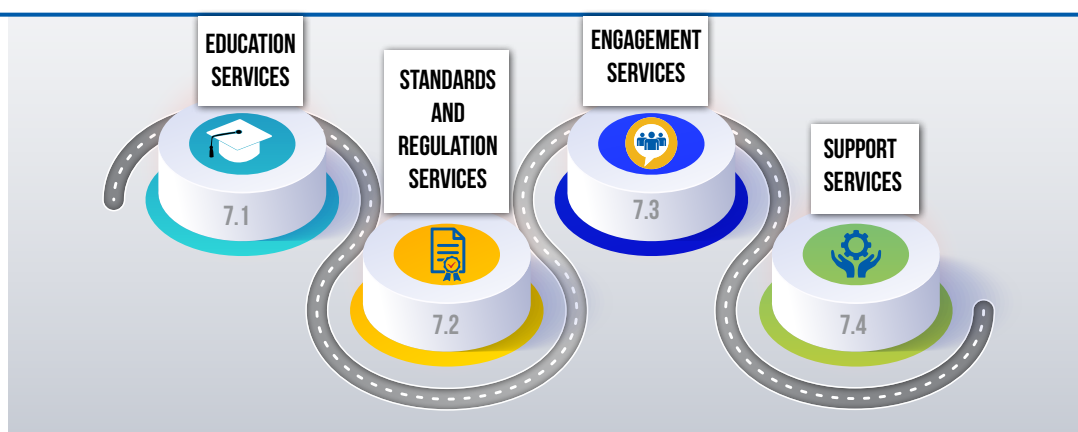 EDUCATION
SERVICES
7.1
STANDARDS
AND
REGULATION
SERVICES
7.2
ENGAGEMENT
SERVICES
7.3
SUPPORT
SERVICES
7.4